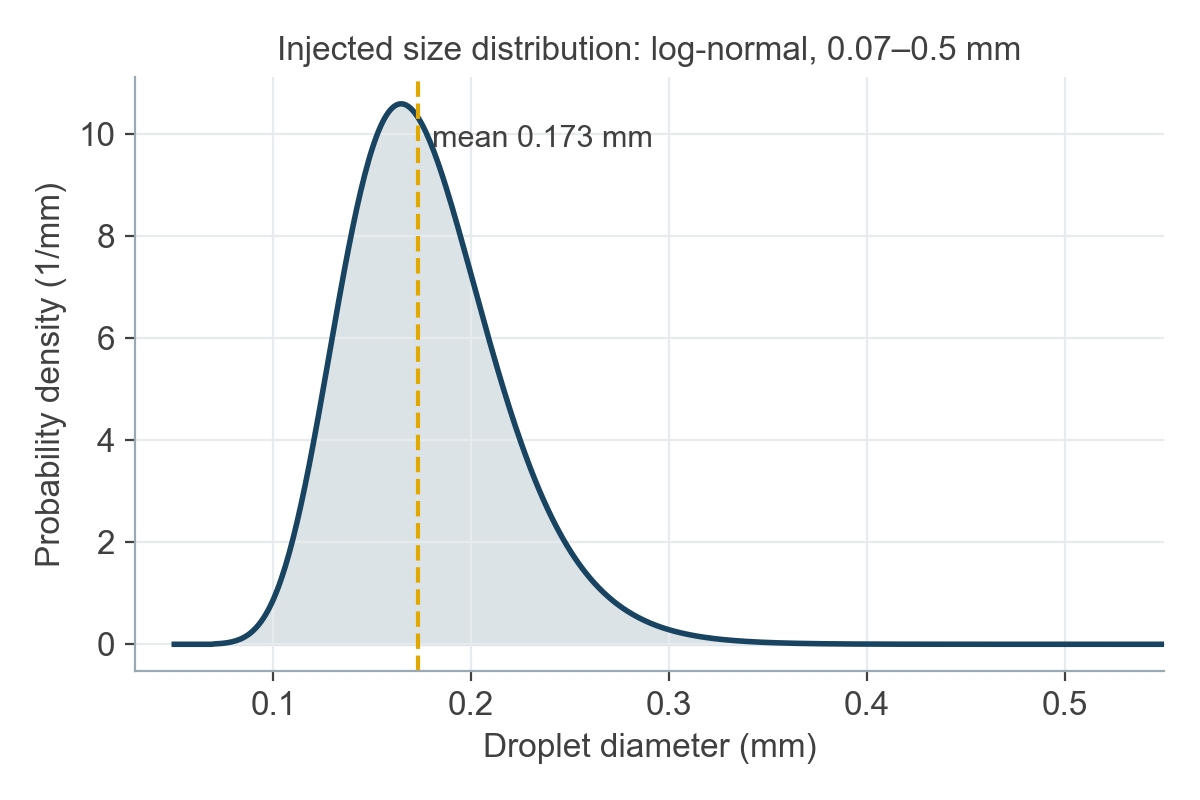 Injected size distribution: log-normal, 0.07–0.5 mm
Probability density (1/mm)
10
8
6
4
2
0
mean 0.173 mm
0.1
0.2
0.3
0.4
0.5
Droplet diameter (mm)